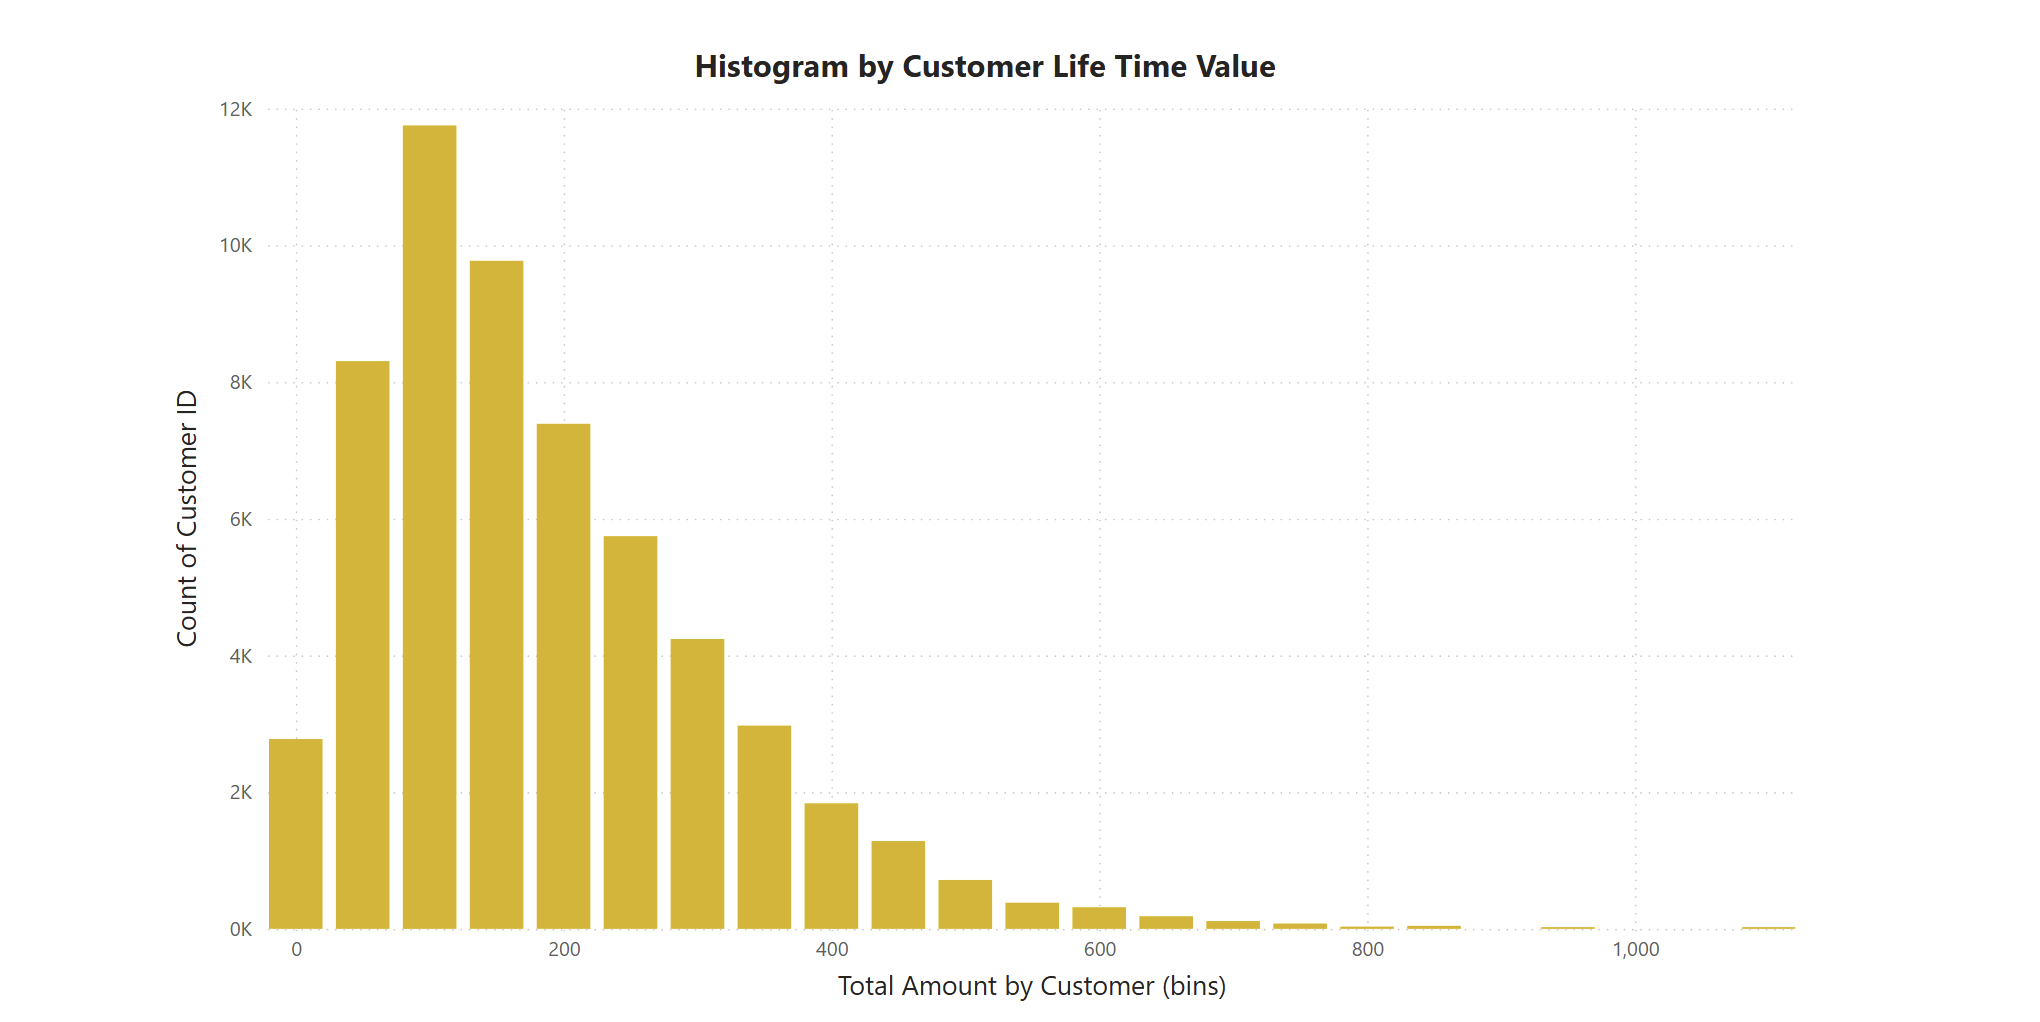 Histogram by Customer Life Time Value
Count of Customer ID
12K
10K
8K
6K
4K
2K
0K
0 200 400 600 800 1,000
Total Amount by Customer (bins)